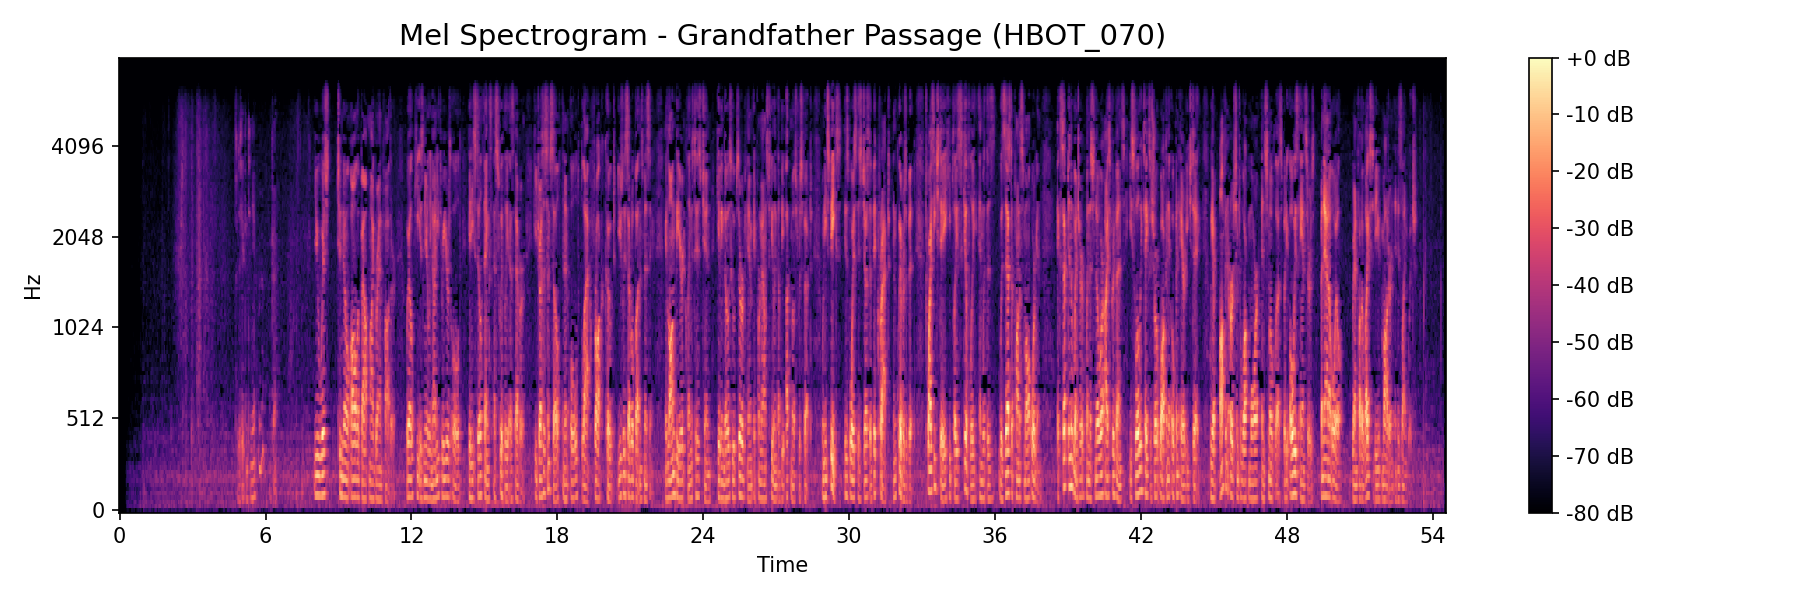 Mel Spectrogram - Grandfather Passage (HBOT_070)
Hz
4096
2048
1024
512
0
0 6 12 18 24 30 36 42 48 54
Time
+0 dB
-10 dB
-20 dB
-30 dB
-40 dB
-50 dB
-60 dB
-70 dB
-80 dB